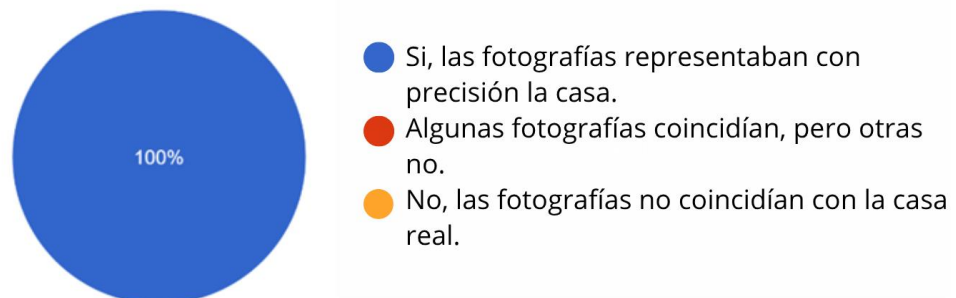 100%
Si, las fotografías representaban con
precisión la casa.
Algunas fotografías coincidían, pero otras
no.
No, las fotografías no coincidían con la casa
real.